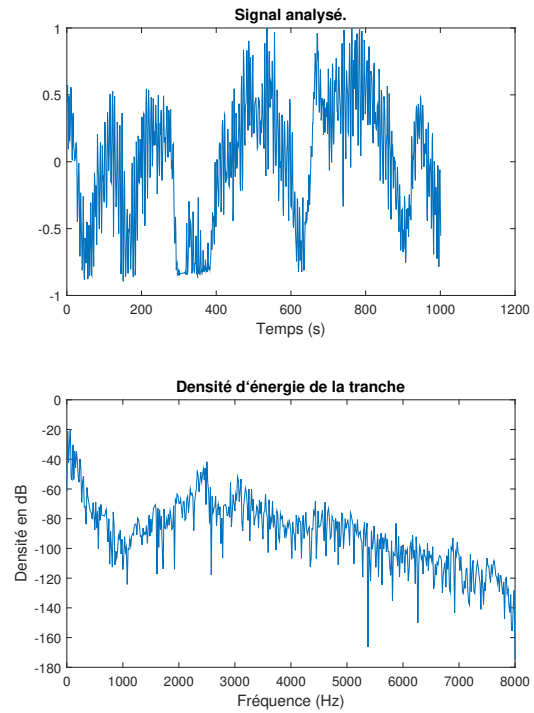 Signal analysé.
1
0.5
0
-0.5
-1
0 200 400 600 800 1000 1200
Temps (s)
Densité d'énergie de la tranche
0
-20
-40
-60
-80
-100
-120
-140
-160
-180
Densité en dB
0 1000 2000 3000 4000 5000 6000 7000 8000
Fréquence (Hz)